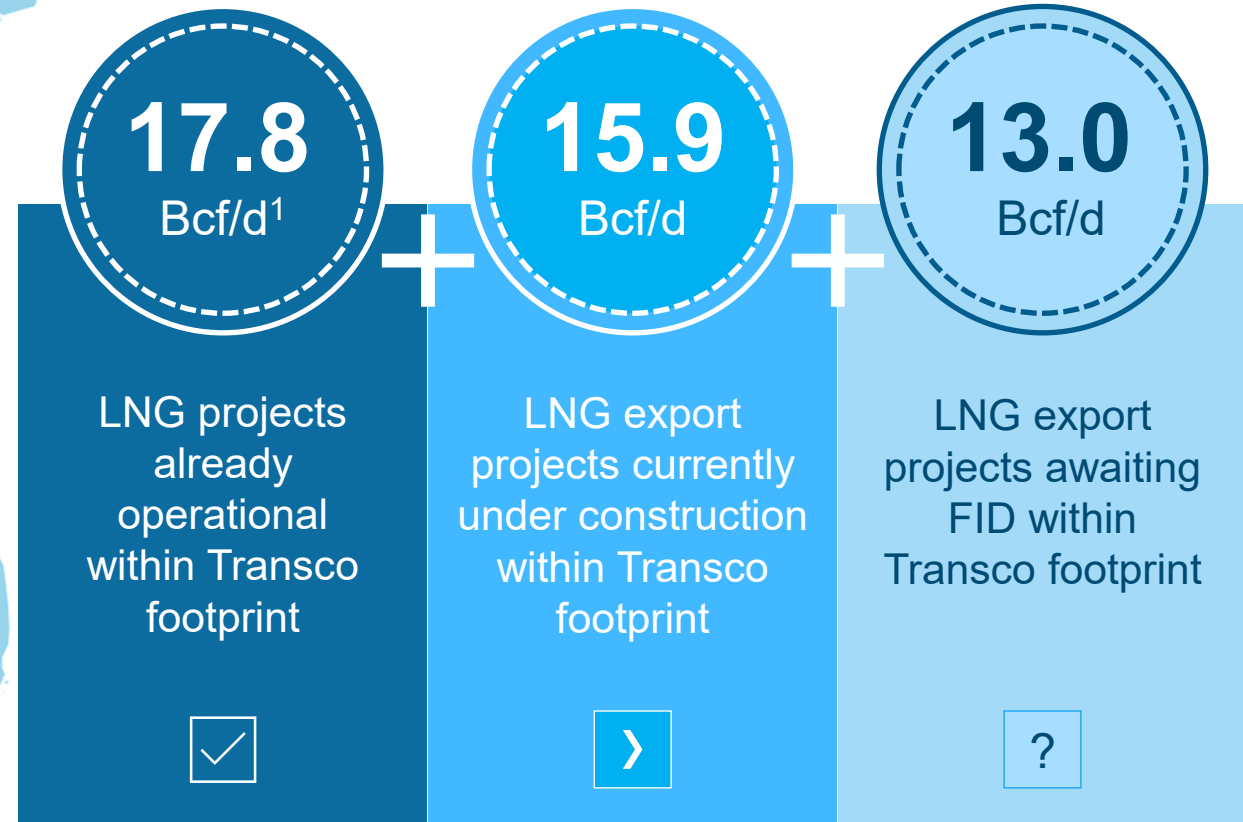 17.8
Bcf/d¹
LNG projects
already
operational
within Transco
footprint
15.9
Bcf/d
LNG export
projects currently
under construction
within Transco
footprint
13.0
Bcf/d
LNG export
projects awaiting
FID within
Transco footprint
?